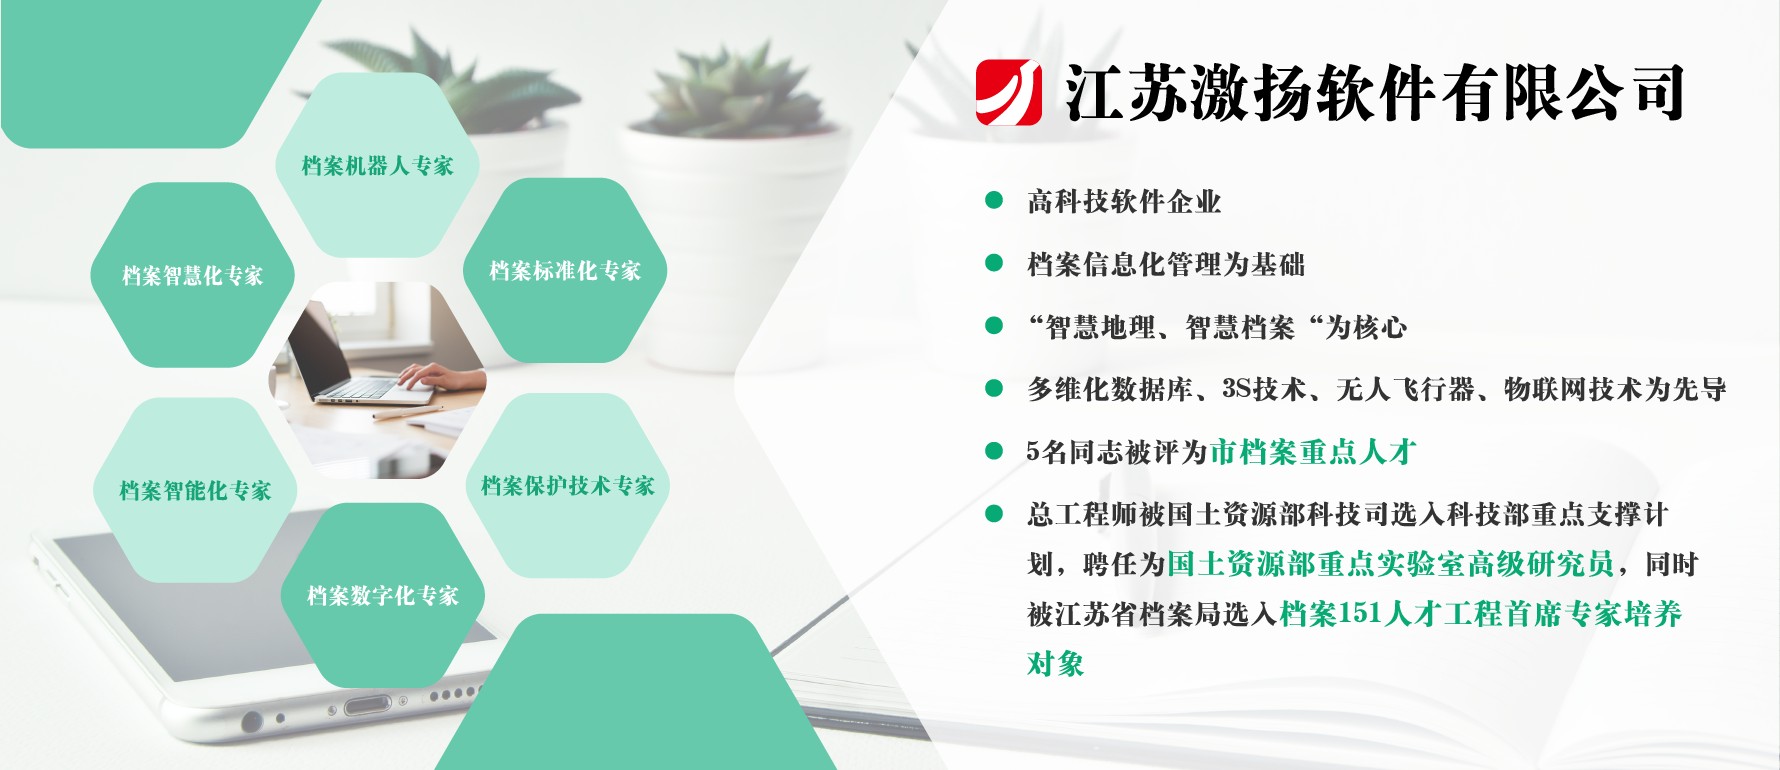 江苏激扬软件有限公司
档案机器人专家
档案智慧化专家
档案标准化专家
档案智能化专家
档案保护技术专家
档案数字化专家
高科技软件企业
档案信息化管理为基础
“智慧地理、智慧档案“为核心
多维化数据库、3S技术、无人飞行器、物联网技术为先导
5名同志被评为市档案重点人才
总工程师被国土资源部科技司选入科技部重点支撑计
划，聘任为国土资源部重点实验室高级研究员，同时
被江苏省档案局选入档案151人才工程首席专家培养
对象